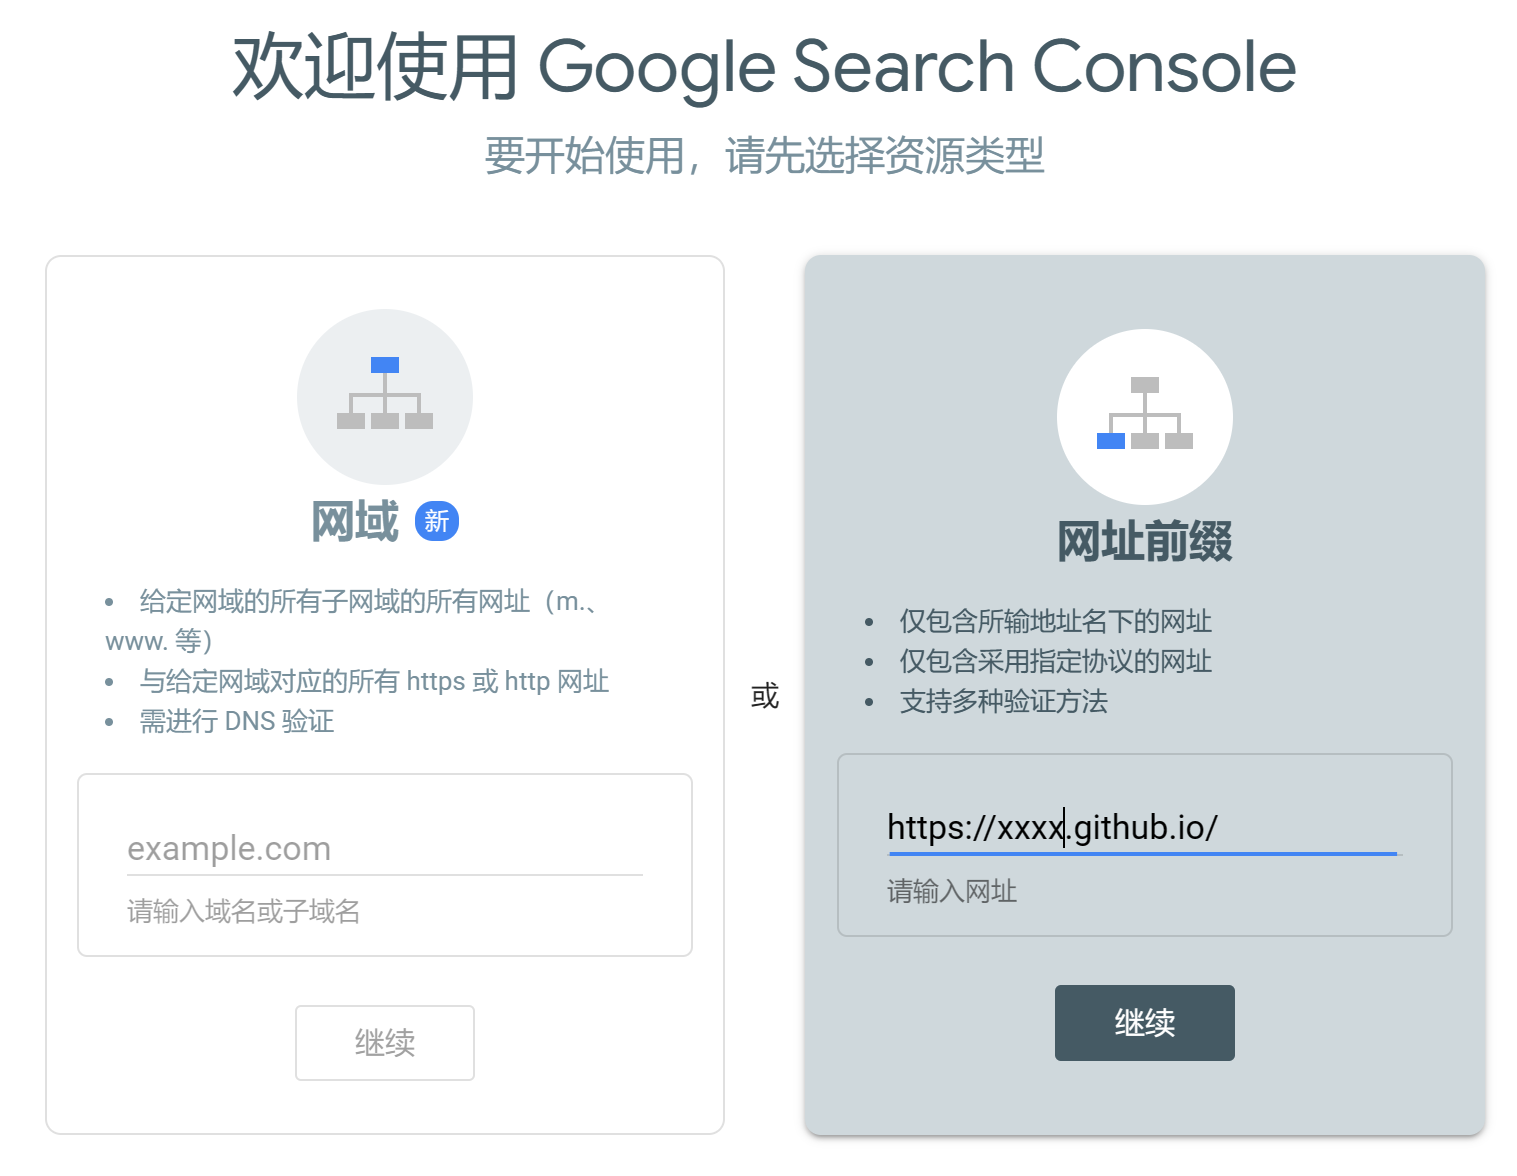 欢迎使用 Google Search Console
要开始使用，请先选择资源类型
网域 新
• 给定网域的所有子网域的所有网址（m.、
www. 等）
• 与给定网域对应的所有 https 或 http 网址
• 需进行 DNS 验证
example.com
请输入域名或子域名
继续
或
网址前缀
• 仅包含所输地址名下的网址
• 仅包含采用指定协议的网址
• 支持多种验证方法
https://xxxx.github.io/
请输入网址
继续